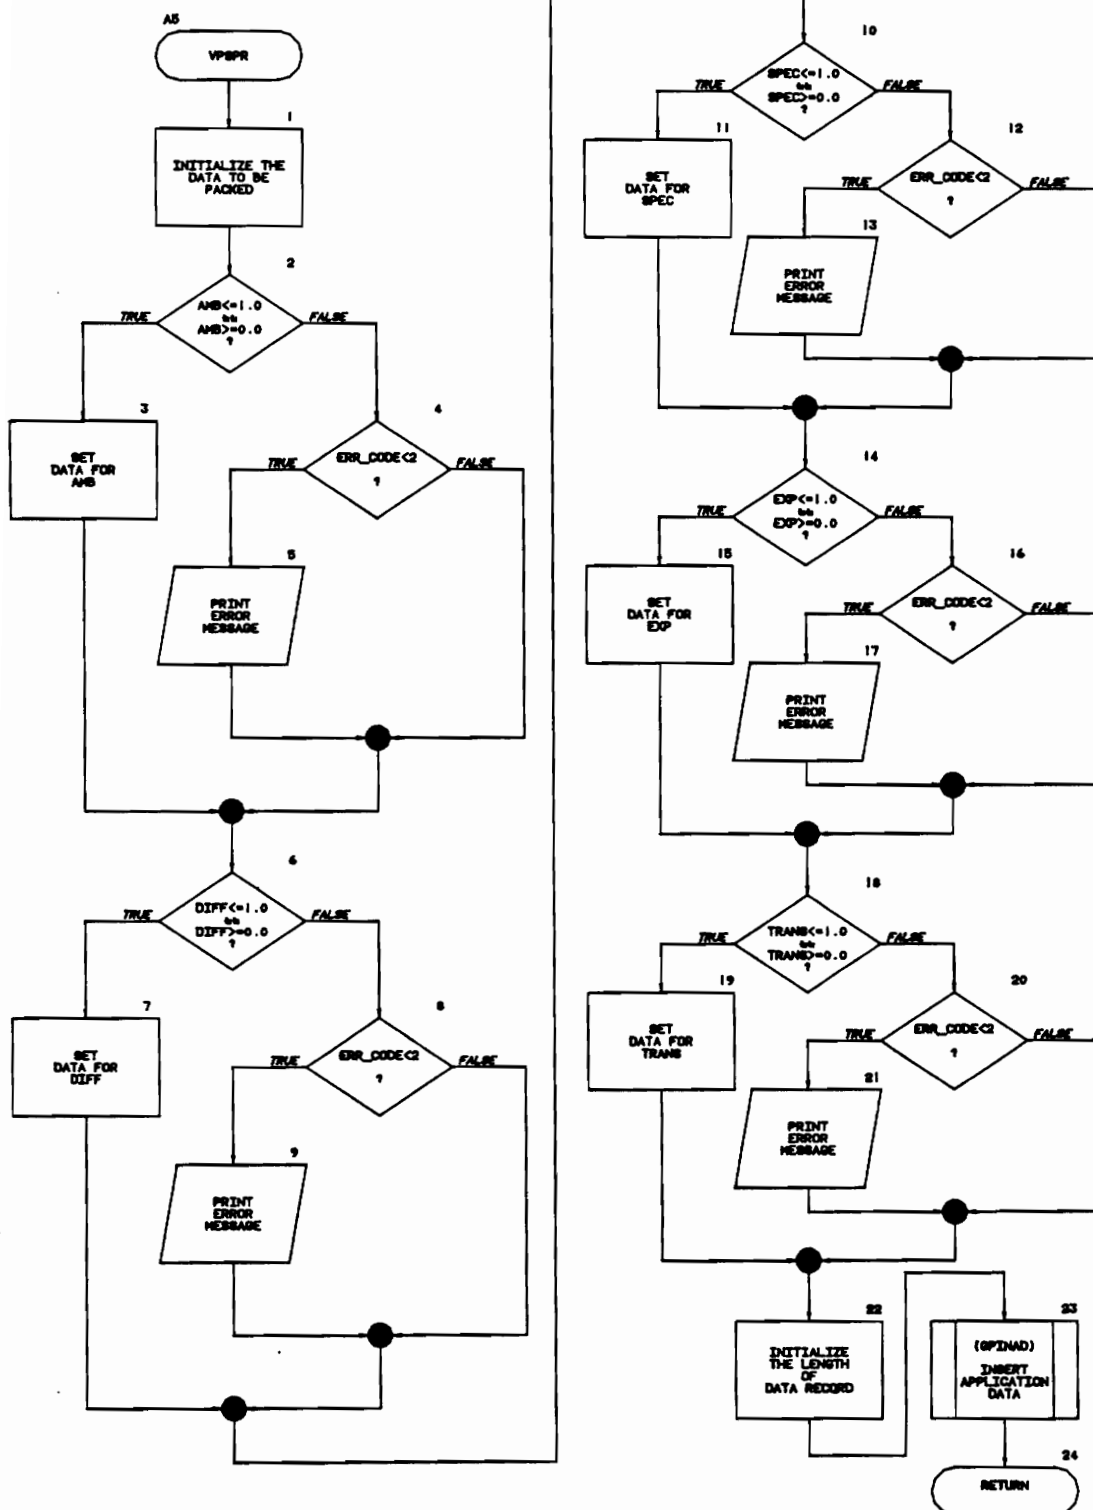 A5
VPSPR
1
INITIALIZE THE
DATA TO BE
PACKED
2
AMB<=1.0
&&
AMB>=0.0
?
TRUE
FALSE
3
SET
DATA FOR
AMB
4
ERR_CODE<2
?
TRUE
FALSE
5
PRINT
ERROR
MESSAGE
6
DIFF<=1.0
&&
DIFF>=0.0
?
TRUE
FALSE
7
SET
DATA FOR
DIFF
8
ERR_CODE<2
?
TRUE
FALSE
9
PRINT
ERROR
MESSAGE
10
SPEC<=1.0
&&
SPEC>=0.0
?
TRUE
FALSE
11
SET
DATA FOR
SPEC
12
ERR_CODE<2
?
TRUE
FALSE
13
PRINT
ERROR
MESSAGE
14
EXP<=1.0
&&
EXP>=0.0
?
TRUE
FALSE
15
SET
DATA FOR
EXP
16
ERR_CODE<2
?
TRUE
FALSE
17
PRINT
ERROR
MESSAGE
18
TRANS<=1.0
&&
TRANS>=0.0
?
TRUE
FALSE
19
SET
DATA FOR
TRANS
20
ERR_CODE<2
?
TRUE
FALSE
21
PRINT
ERROR
MESSAGE
22
INITIALIZE
THE LENGTH
OF
DATA RECORD
23
(GPINAD)
INSERT
APPLICATION
DATA
24
RETURN